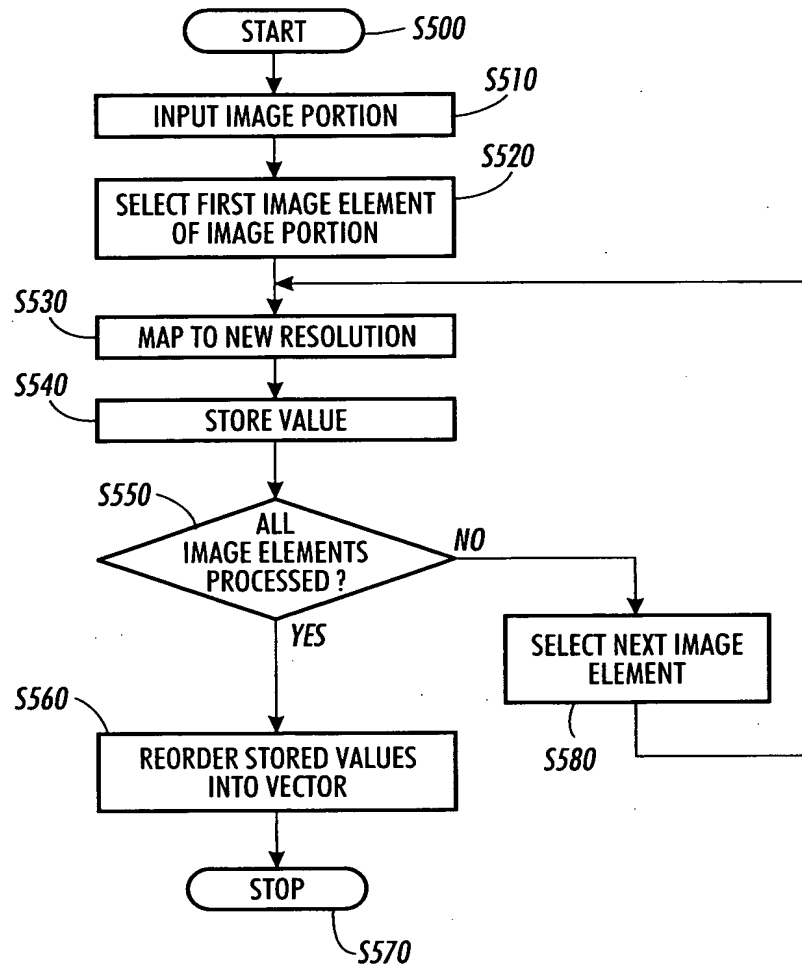 START
S500
S510
INPUT IMAGE PORTION
S520
SELECT FIRST IMAGE ELEMENT
OF IMAGE PORTION
S530
MAP TO NEW RESOLUTION
S540
STORE VALUE
S550
ALL
IMAGE ELEMENTS
PROCESSED ?
NO
YES
SELECT NEXT IMAGE
ELEMENT
S580
S560
REORDER STORED VALUES
INTO VECTOR
STOP
S570